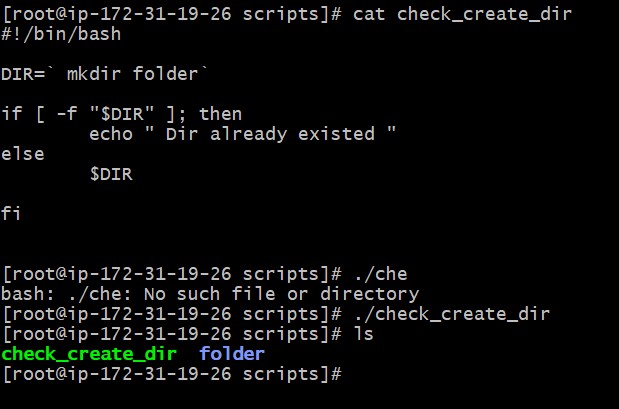 [root@ip-172-31-19-26 scripts]# cat check_create_dir
#!/bin/bash
DIR=` mkdir folder`
if [ -f "$DIR" ]; then
echo " Dir already existed "
else
$DIR
fi
[root@ip-172-31-19-26 scripts]# ./che
bash: ./che: No such file or directory
[root@ip-172-31-19-26 scripts]# ./check_create_dir
[root@ip-172-31-19-26 scripts]# ls
check_create_dir  folder
[root@ip-172-31-19-26 scripts]#